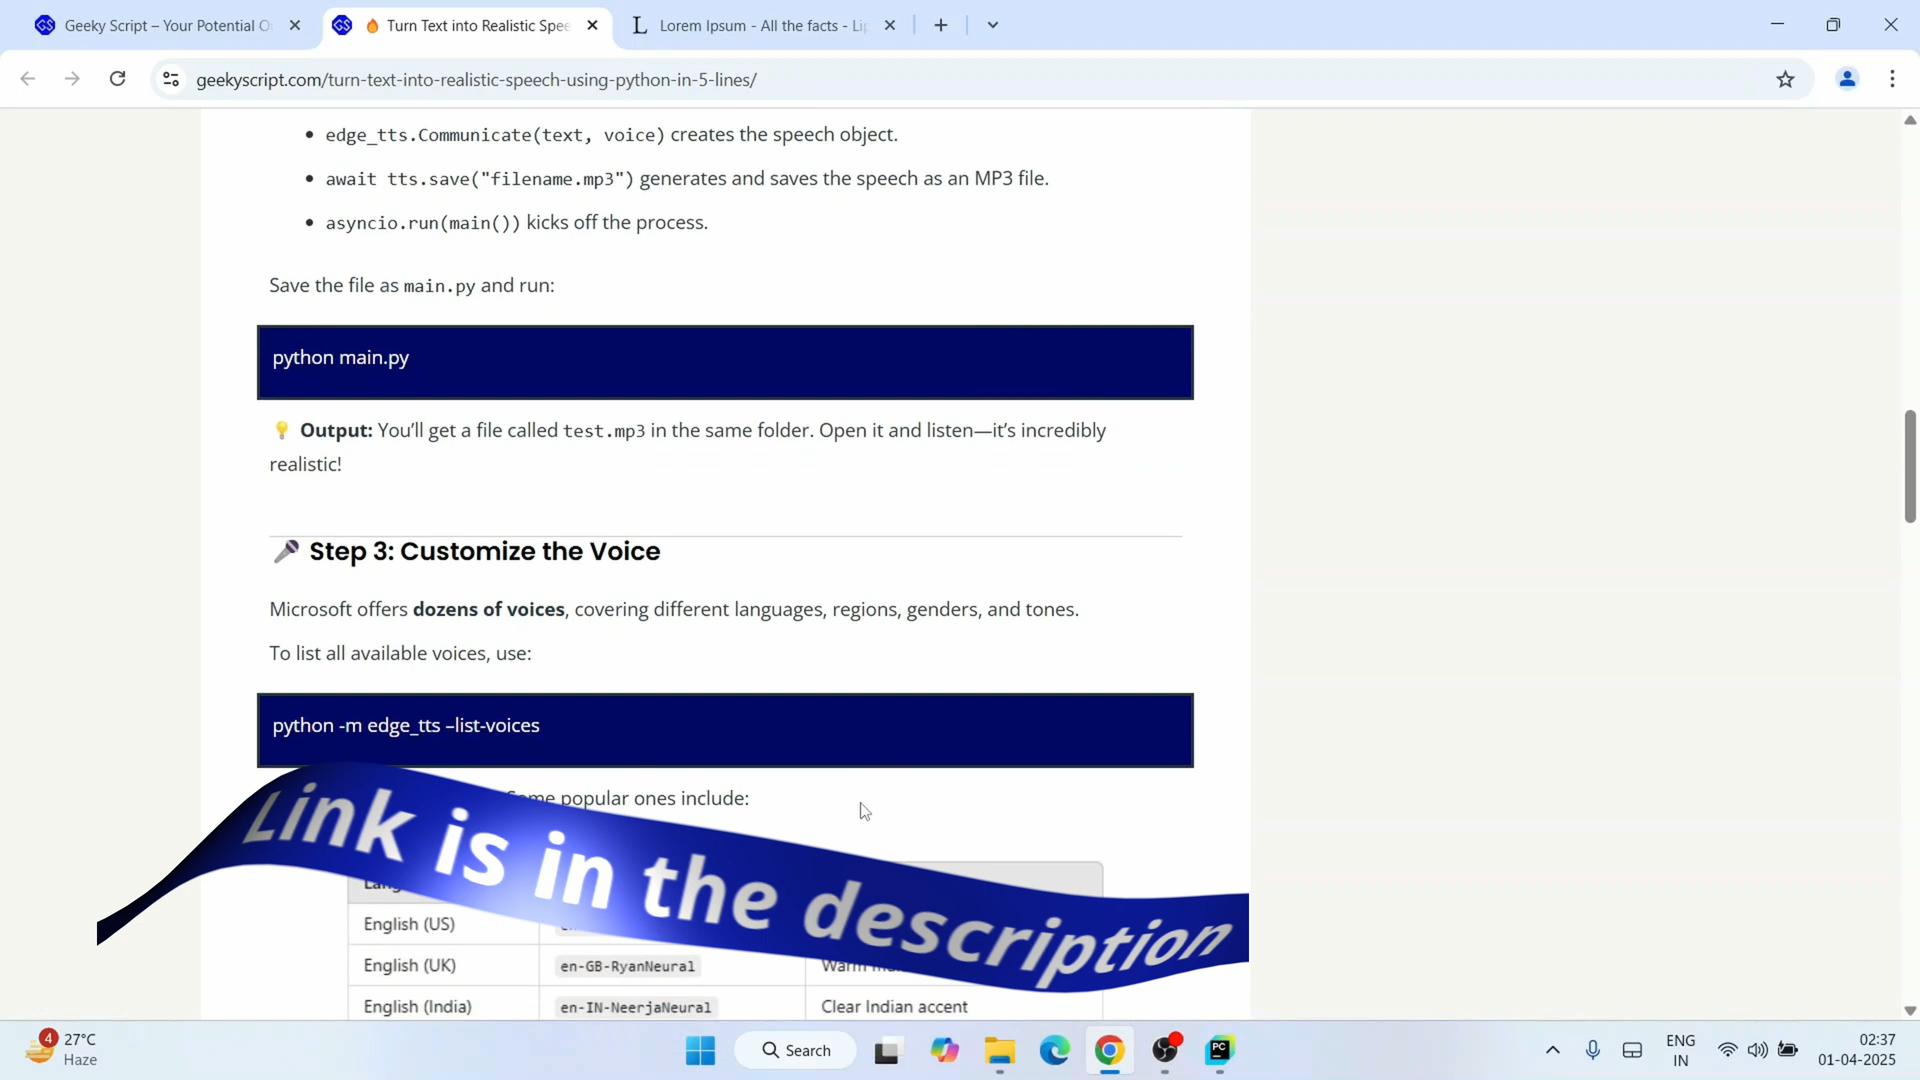 Geeky Script – Your Potential O
Turn Text into Realistic Spee
Lorem Ipsum - All the facts - Li
geekyscript.com/turn-text-into-realistic-speech-using-python-in-5-lines/
edge_tts.Communicate(text, voice) creates the speech object.
await tts.save("filename.mp3") generates and saves the speech as an MP3 file.
asyncio.run(main()) kicks off the process.
Save the file as main.py and run:
python main.py
Output: You'll get a file called test.mp3 in the same folder. Open it and listen—it's incredibly
realistic!
Step 3: Customize the Voice
Microsoft offers dozens of voices, covering different languages, regions, genders, and tones.
To list all available voices, use:
python -m edge_tts –list-voices
Some popular ones include:
Link is in the description
English (US)
English (UK) en-GB-RyanNeural Warm
English (India) en-IN-NeerjaNeural Clear Indian accent
4
27°C
Haze
Search
PC
ENG
IN
02:37
01-04-2025